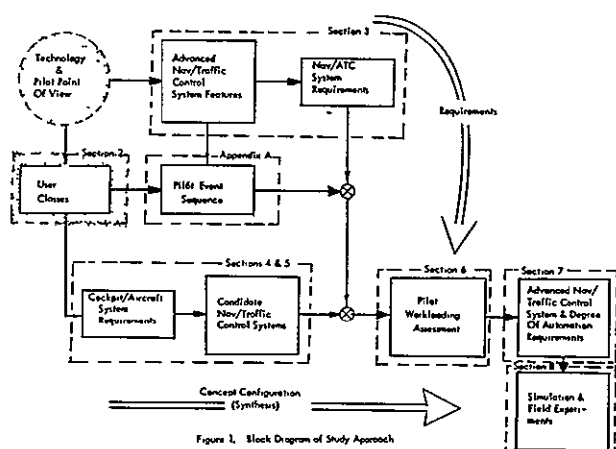 Section 3
Technology
&
Pilot Point
Of View
Advanced
Nav/Traffic
Control
System Features
Nav/ATC
System
Requirements
Requirements
Section 2
User
Classes
Appendix A
Pilot Event
Sequence
Sections 4 & 5
Cockpit/Aircraft
System
Requirements
Candidate
Nav/Traffic
Control Systems
Section 6
Pilot
Workloading
Assessment
Section 7
Advanced Nav/
Traffic Control
System & Degree
Of Automation
Requirements
Section 8
Simulation &
Field Experi-
ments
Concept Configuration
(Synthesis)
Figure 1. Block Diagram of Study Approach